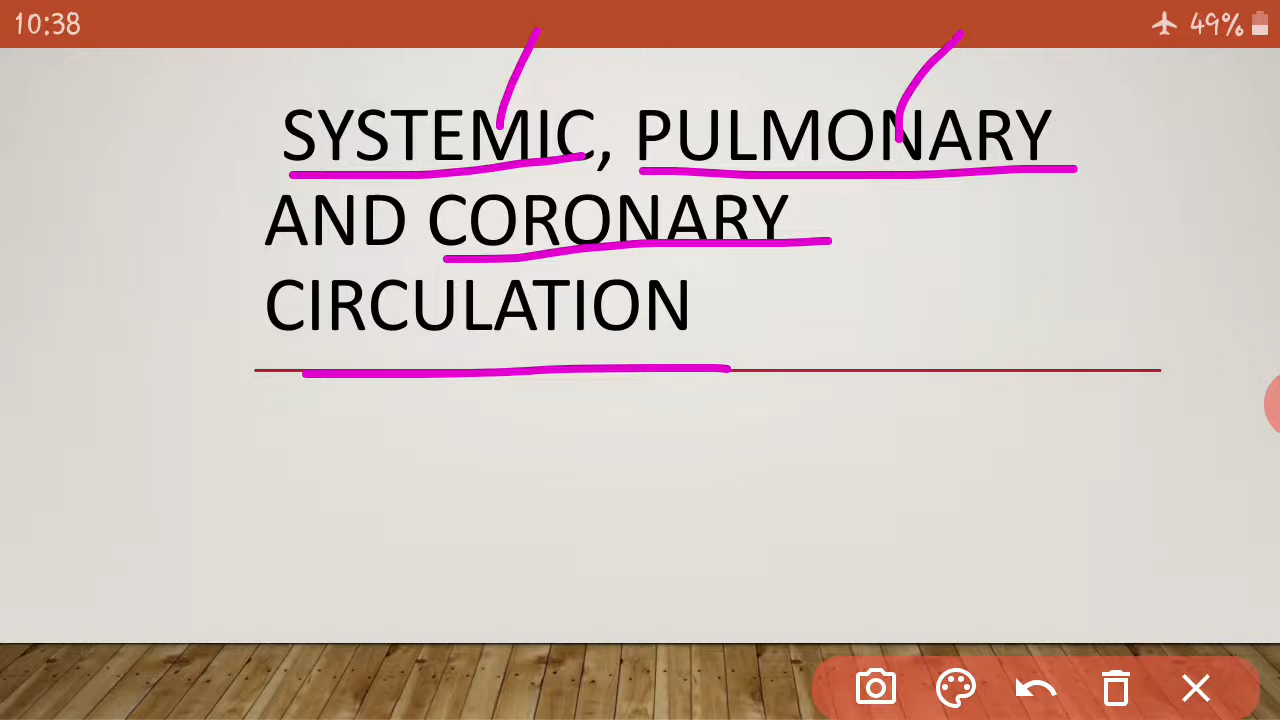 10:38 49%
SYSTEMIC, PULMONARY
AND CORONARY
CIRCULATION